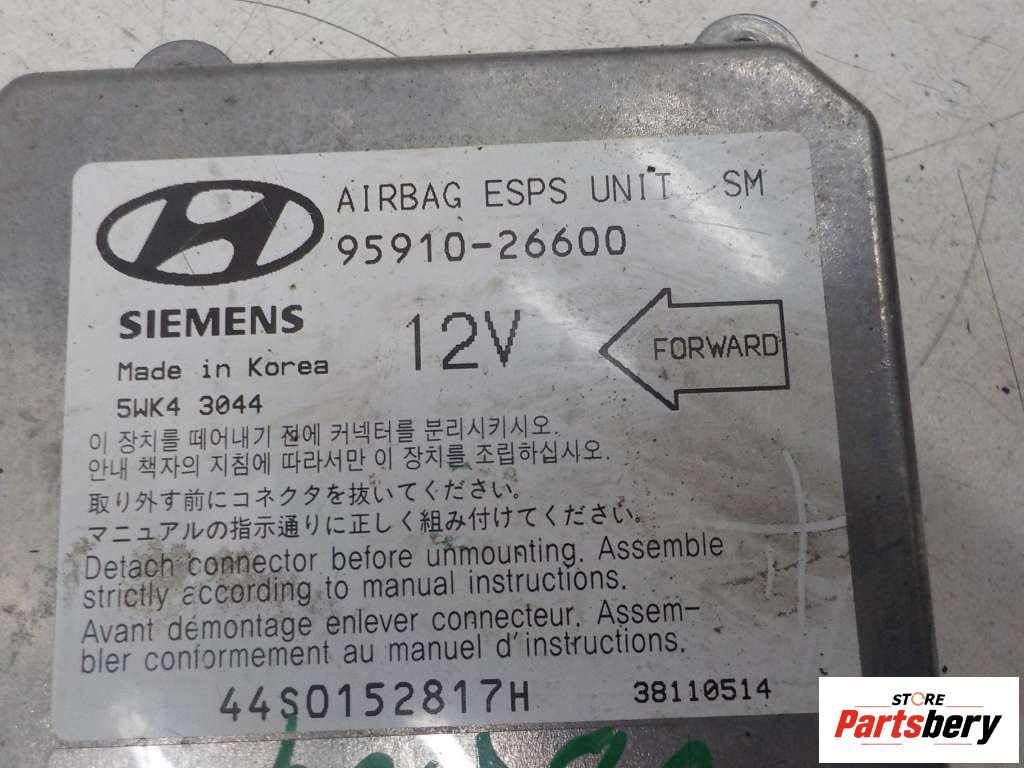 AIRBAG ESPS UNIT SM
95910-26600
SIEMENS
12V
FORWARD
Made in Korea
5WK4 3044
이 장치를 떼어내기 전에 커넥터를 분리시키시오.
안내 책자의 지침에 따라서만 이 장치를 조립하십시오.
取り外す前にコネクタを抜いてください。
マニュアルの指示通りに正しく組み付けてください。
Detach connector before unmounting. Assemble
strictly according to manual instructions.
Avant démontage enlever connecteur. Assem-
bler conformement au manuel d'instructions.
44S0152817H
38110514
STORE
Partsbery